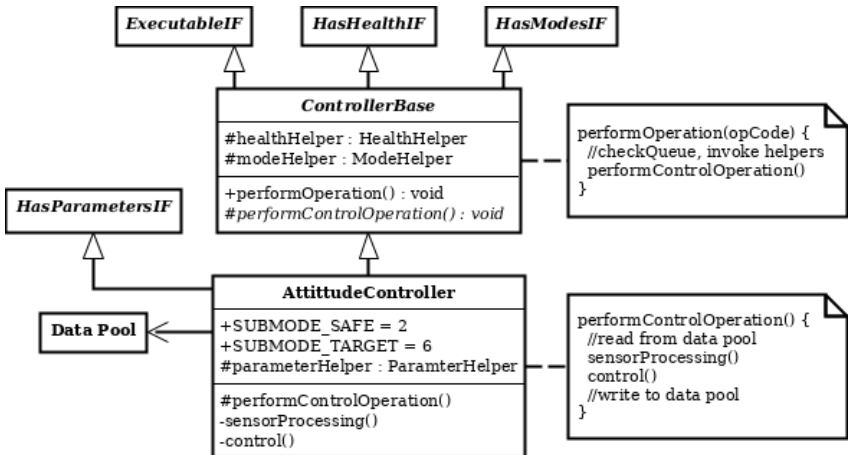 ExecutableIF
HasHealthIF
HasModesIF
ControllerBase
#healthHelper : HealthHelper
#modeHelper : ModeHelper
+performOperation() : void
#performControlOperation() : void
performOperation(opCode) {
//checkQueue, invoke helpers
performControlOperation()
}
HasParametersIF
AttittudeController
+SUBMODE_SAFE = 2
+SUBMODE_TARGET = 6
#parameterHelper : ParamterHelper
#performControlOperation()
-sensorProcessing()
-control()
Data Pool
performControlOperation() {
//read from data pool
sensorProcessing()
control()
//write to data pool
}